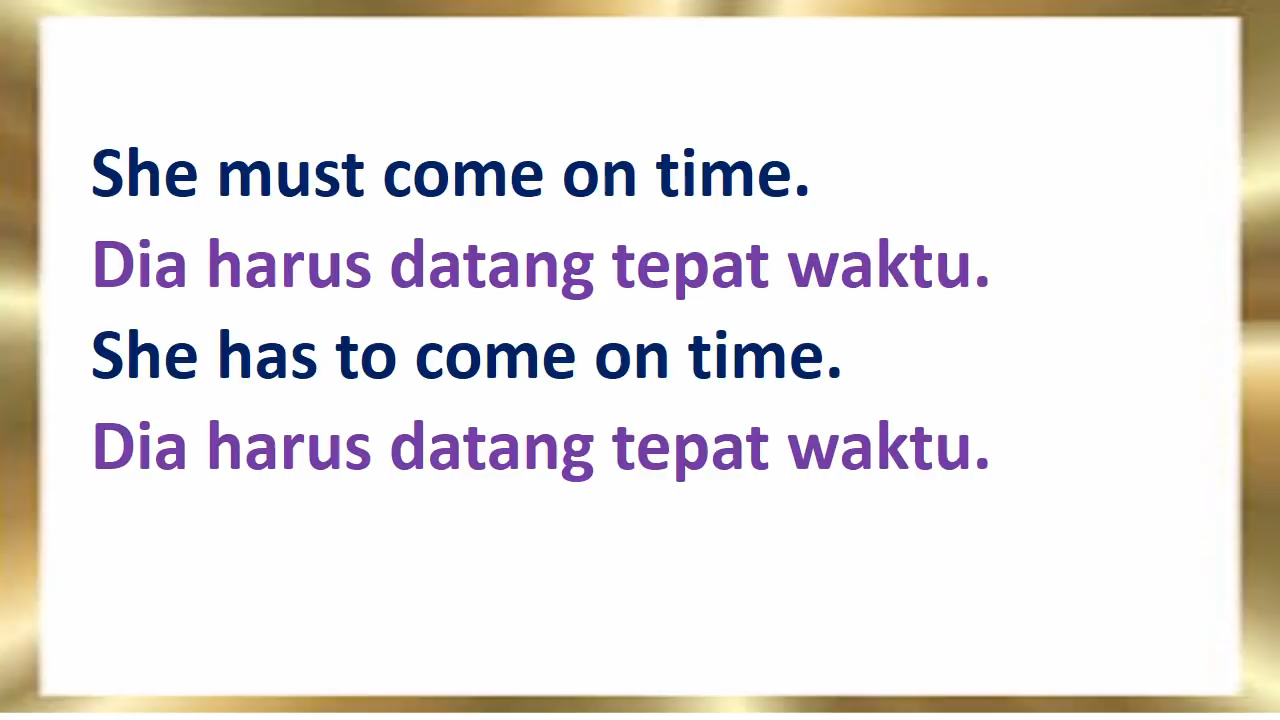 She must come on time.
Dia harus datang tepat waktu.
She has to come on time.
Dia harus datang tepat waktu.